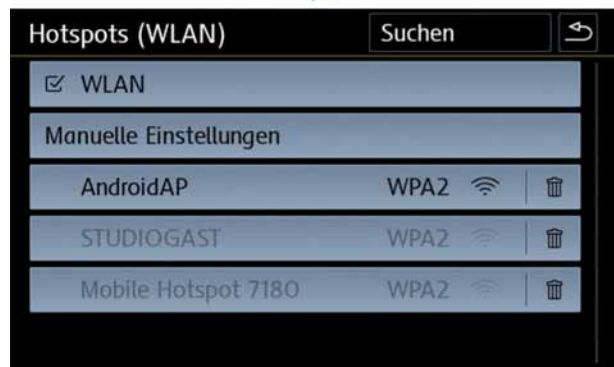 Hotspots (WLAN) Suchen
WLAN
Manuelle Einstellungen
AndroidAP WPA2
STUDIOGAST WPA2
Mobile Hotspot 7180 WPA2